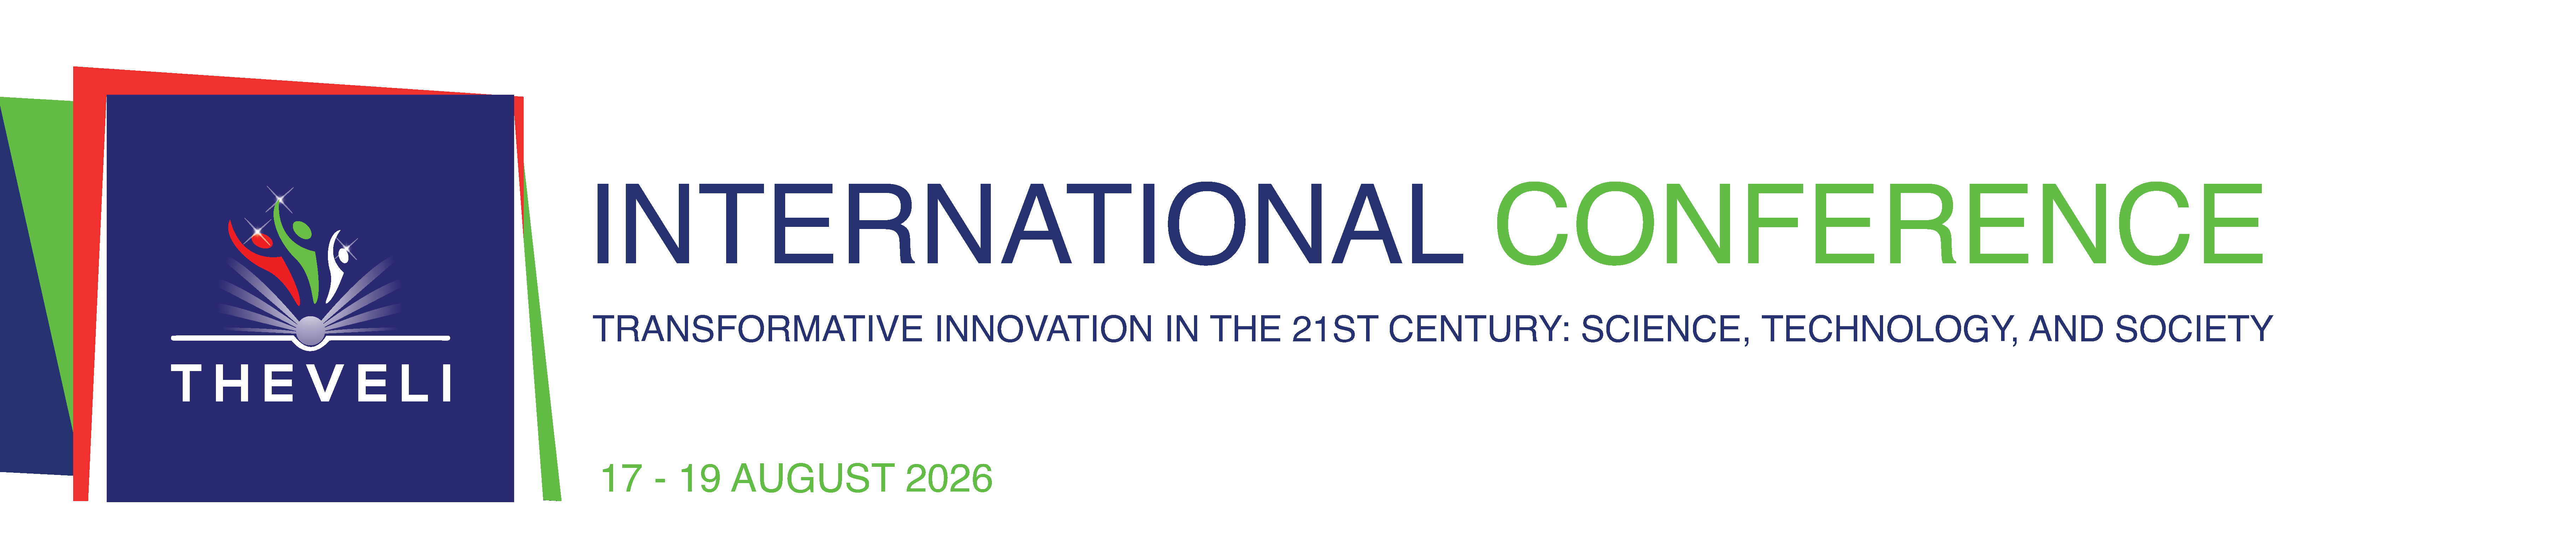 THEVELI
INTERNATIONAL CONFERENCE
TRANSFORMATIVE INNOVATION IN THE 21ST CENTURY: SCIENCE, TECHNOLOGY, AND SOCIETY
17 - 19 AUGUST 2026